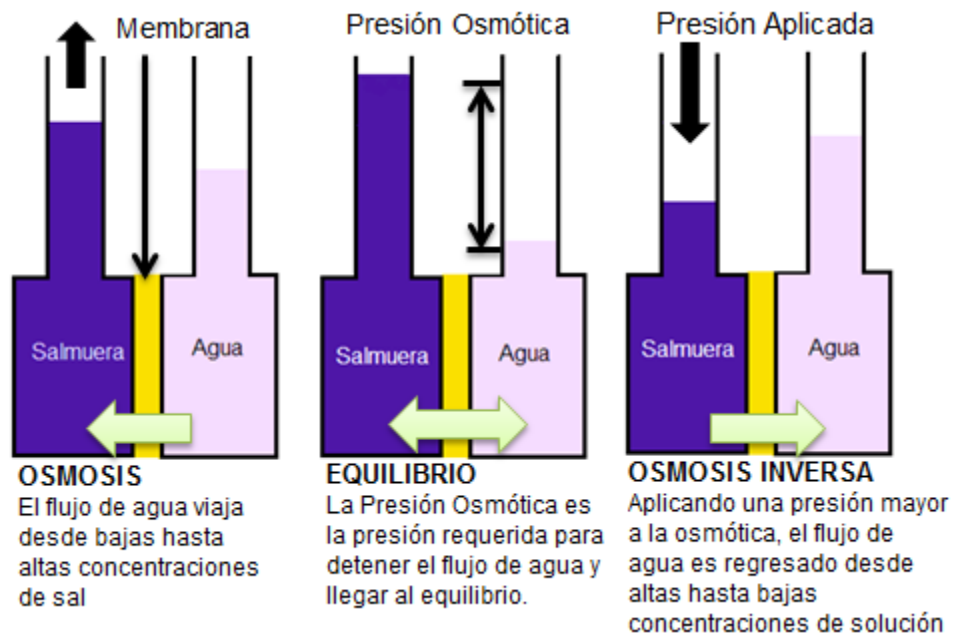 Membrana
Salmuera
Agua
OSMOSIS
El flujo de agua viaja
desde bajas hasta
altas concentraciones
de sal
Presión Osmótica
Salmuera
Agua
EQUILIBRIO
La Presión Osmótica es
la presión requerida para
detener el flujo de agua y
llegar al equilibrio.
Presión Aplicada
Salmuera
Agua
OSMOSIS INVERSA
Aplicando una presión mayor
a la osmótica, el flujo de
agua es regresado desde
altas hasta bajas
concentraciones de solución